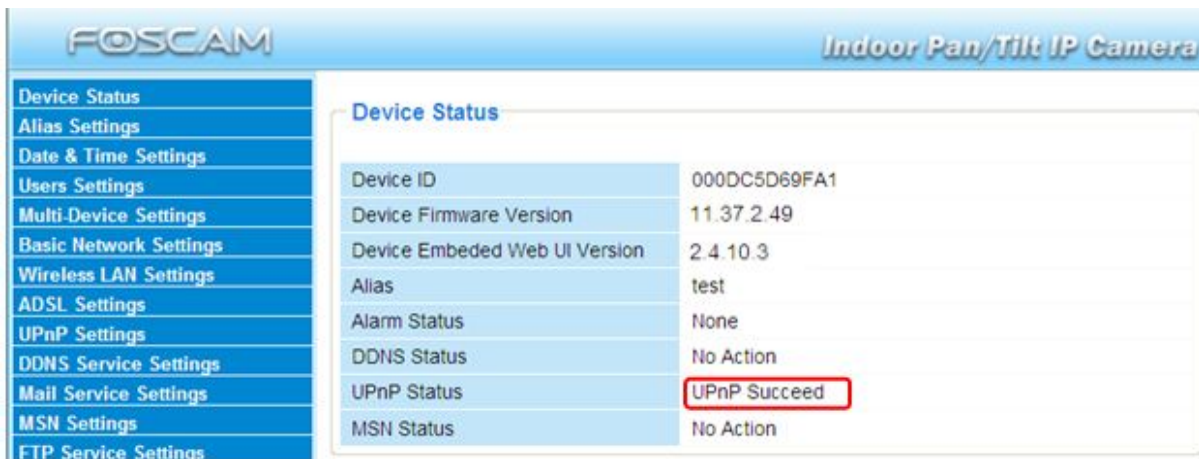 FOSCAM
Indoor Pan/Tilt IP Camera
Device Status
Alias Settings
Date & Time Settings
Users Settings
Multi-Device Settings
Basic Network Settings
Wireless LAN Settings
ADSL Settings
UPnP Settings
DDNS Service Settings
Mail Service Settings
MSN Settings
FTP Service Settings
Device Status
Device ID 000DC5D69FA1
Device Firmware Version 11.37.2.49
Device Embeded Web UI Version 2.4.10.3
Alias test
Alarm Status None
DDNS Status No Action
UPnP Status UPnP Succeed
MSN Status No Action